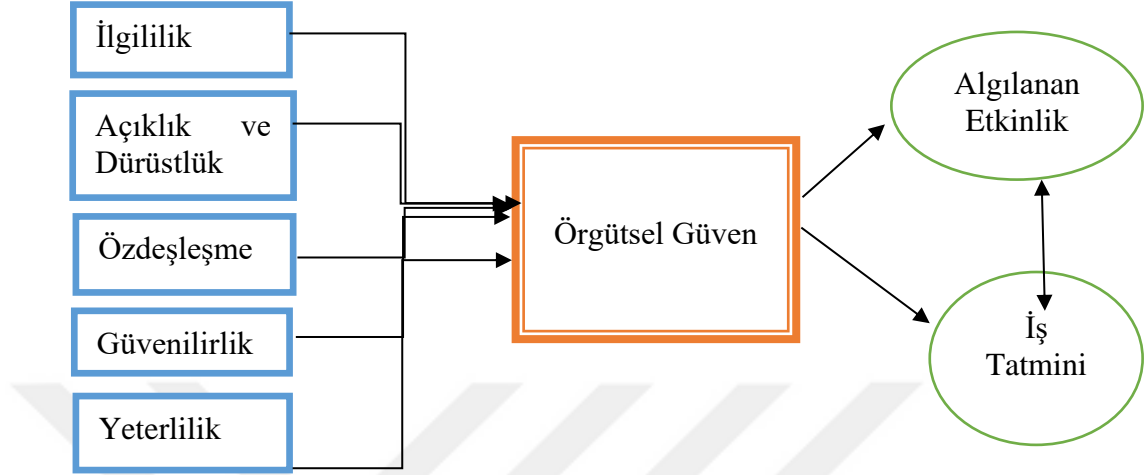 İlgililik
Açıklık ve
Dürüstlük
Özdeşleşme
Güvenilirlik
Yeterlilik
Örgütsel Güven
Algılanan
Etkinlik
İş
Tatmini